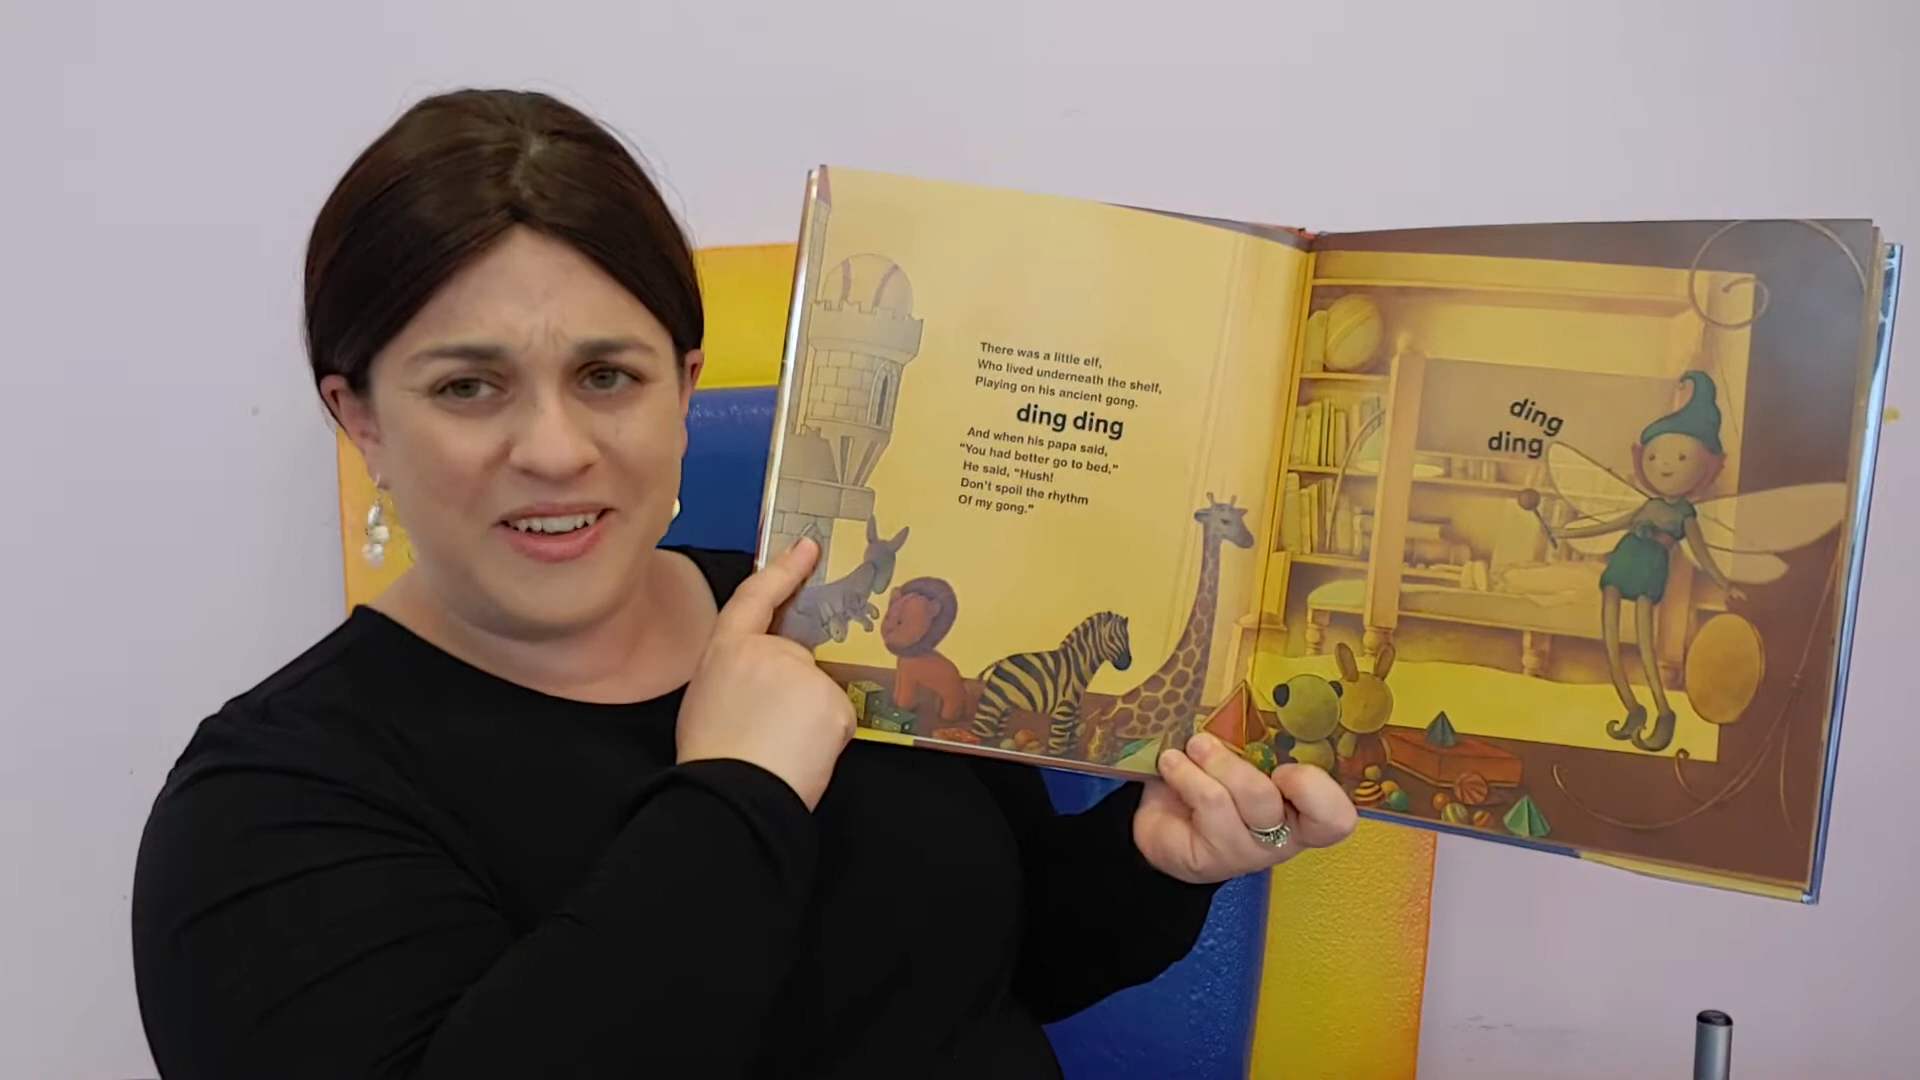 There was a little elf,
Who lived underneath the shelf,
Playing on his ancient gong.
ding ding
And when his papa said,
"You had better go to bed,"
He said, "Hush!
Don't spoil the rhythm
Of my gong."
ding
ding